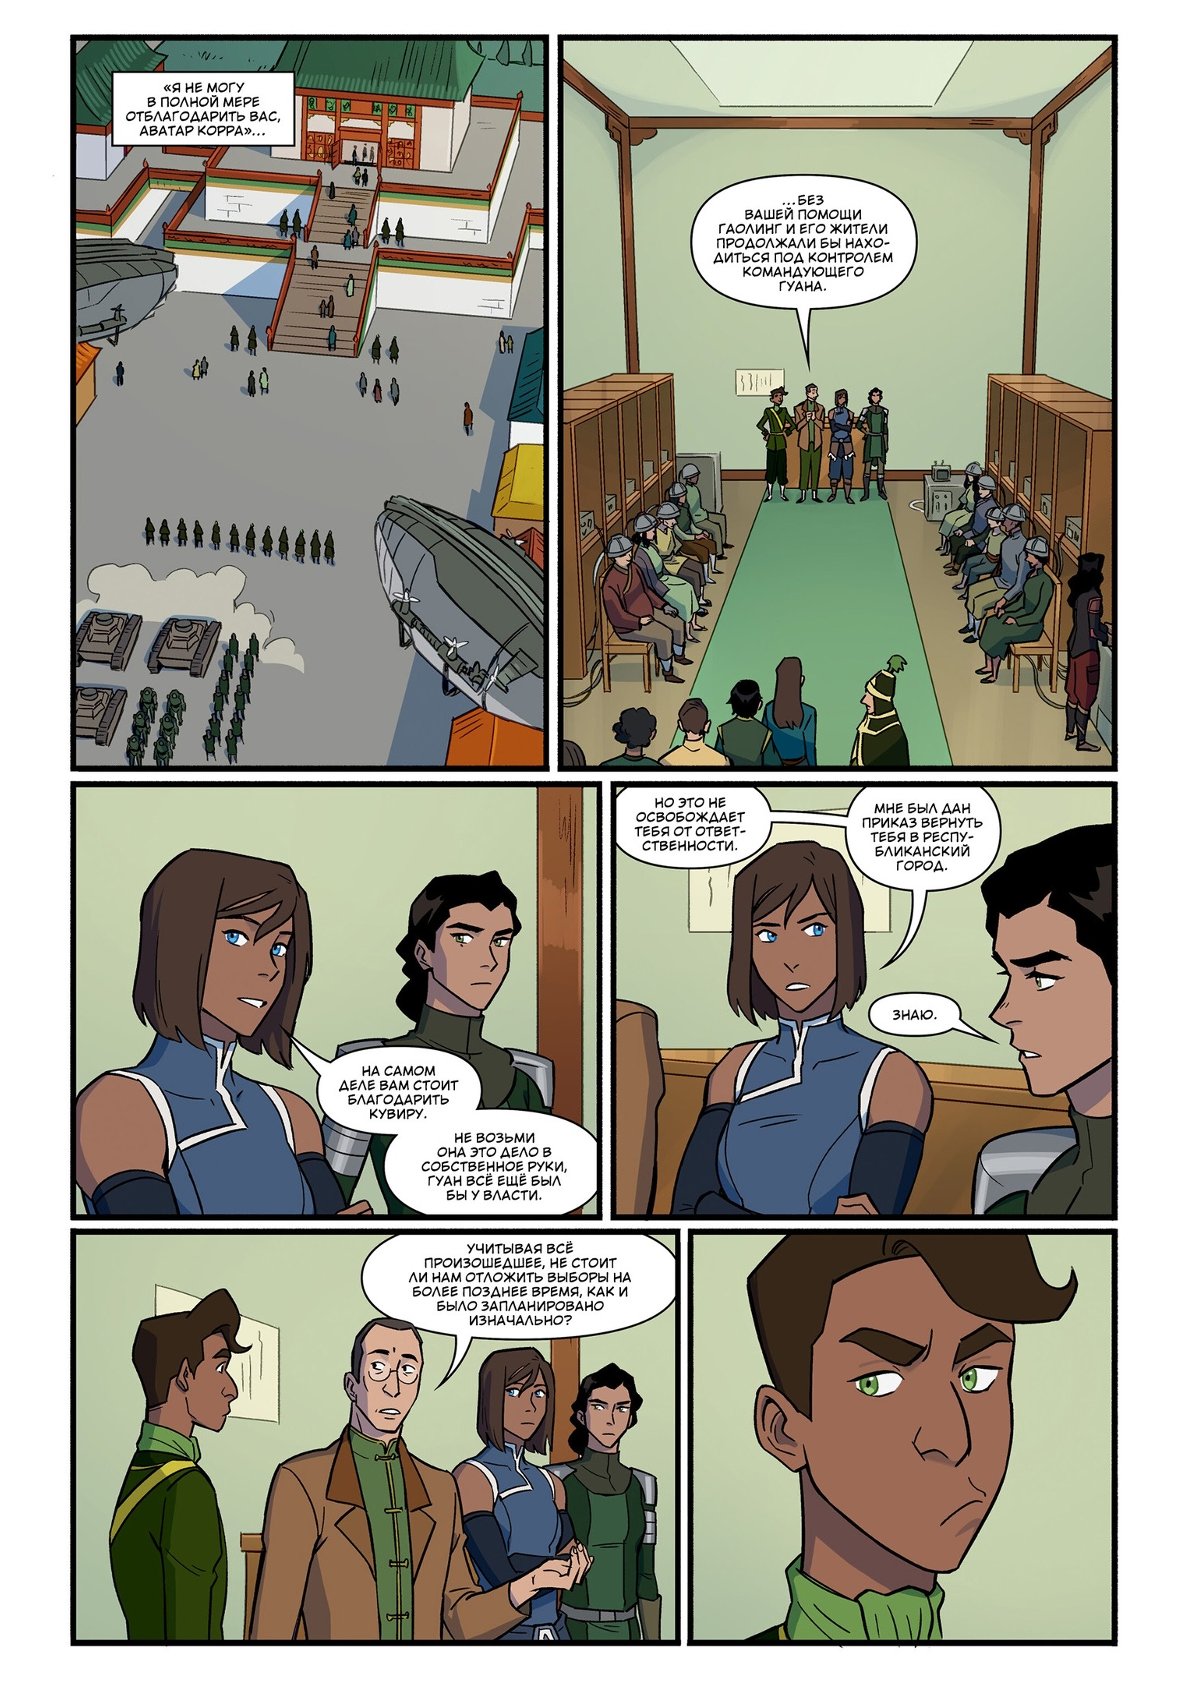 «Я НЕ МОГУ
В ПОЛНОЙ МЕРЕ
ОТБЛАГОДАРИТЬ ВАС,
АВАТАР КОРРА»...
...БЕЗ
ВАШЕЙ ПОМОЩИ
ГАОЛИНГ И ЕГО ЖИТЕЛИ
ПРОДОЛЖАЛИ БЫ НАХО-
ДИТЬСЯ ПОД КОНТРОЛЕМ
КОМАНДУЮЩЕГО
ГУАНА.
НА САМОМ
ДЕЛЕ ВАМ СТОИТ
БЛАГОДАРИТЬ
КУВИРУ.
НЕ ВОЗЬМИ
ОНА ЭТО ДЕЛО В
СОБСТВЕННОЕ РУКИ,
ГУАН ВСЁ ЕЩЁ БЫЛ
БЫ У ВЛАСТИ.
НО ЭТО НЕ
ОСВОБОЖДАЕТ
ТЕБЯ ОТ ОТВЕТ-
СТВЕННОСТИ.
МНЕ БЫЛ ДАН
ПРИКАЗ ВЕРНУТЬ
ТЕБЯ В РЕСПУ-
БЛИКАНСКИЙ
ГОРОД.
ЗНАЮ.
УЧИТЫВАЯ ВСЁ
ПРОИЗОШЕДШЕЕ, НЕ СТОИТ
ЛИ НАМ ОТЛОЖИТЬ ВЫБОРЫ НА
БОЛЕЕ ПОЗДНЕЕ ВРЕМЯ, КАК И
БЫЛО ЗАПЛАНИРОВАНО
ИЗНАЧАЛЬНО?